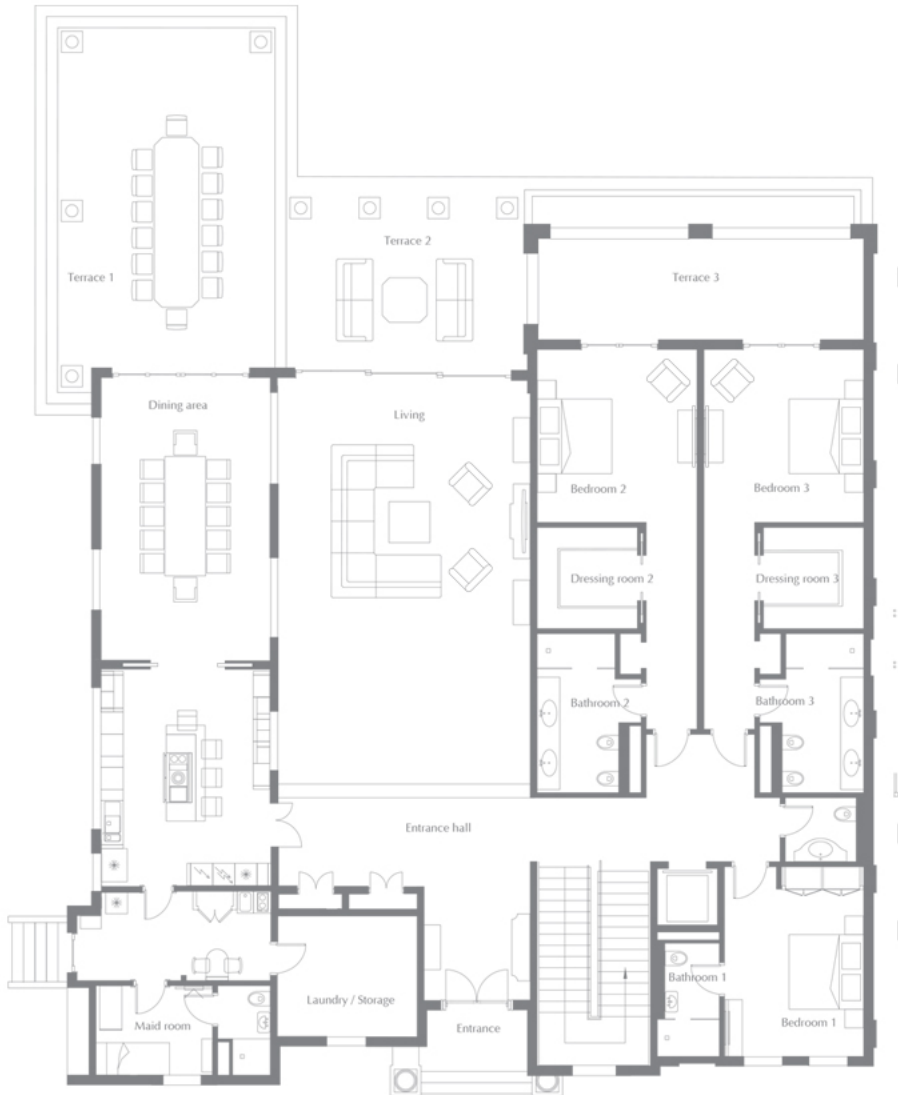 Terrace 2
Terrace 1
Terrace 3
Dining area
Living
Bedroom 2
Bedroom 3
Dressing room 2
Dressing room 3
Bathroom 2
Bathroom 3
Entrance hall
Bathroom 1
Laundry / Storage
Maid room
Entrance
Bedroom 1